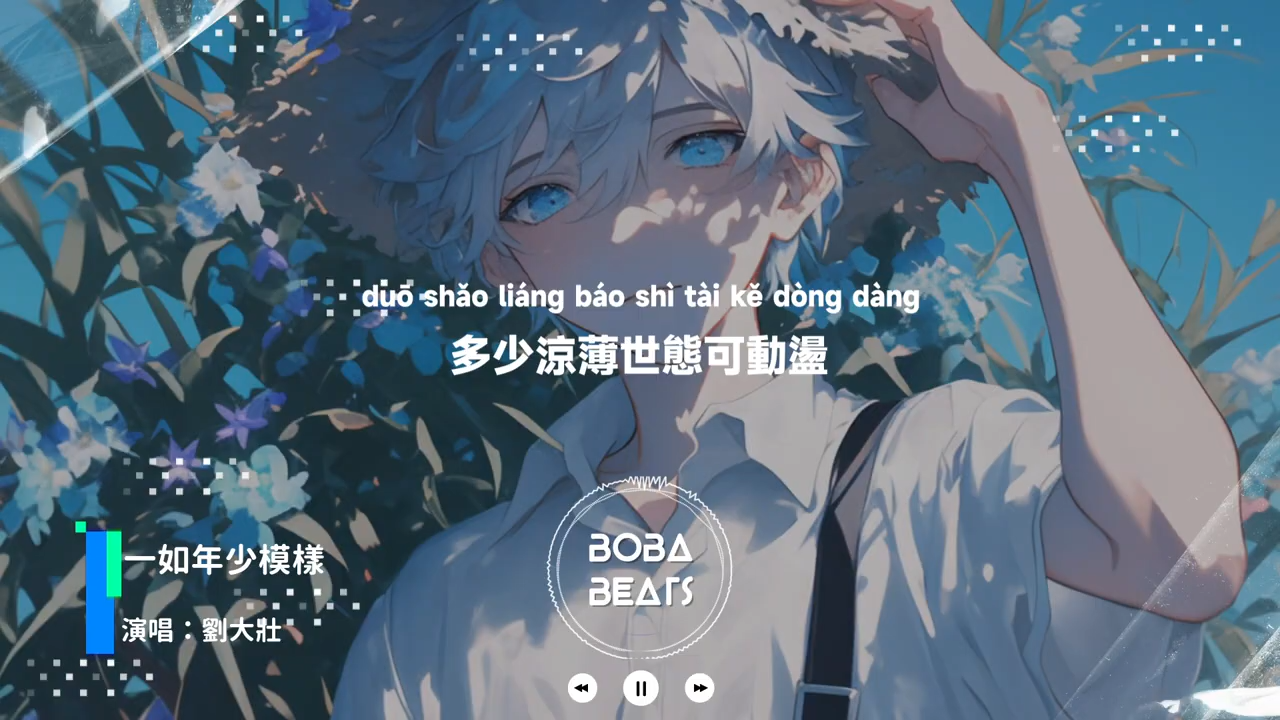 duō shǎo liáng báo shì tài kě dòng dàng
多少涼薄世態可動盪
BOBA
BEATS
一如年少模樣
演唱：劉大壯